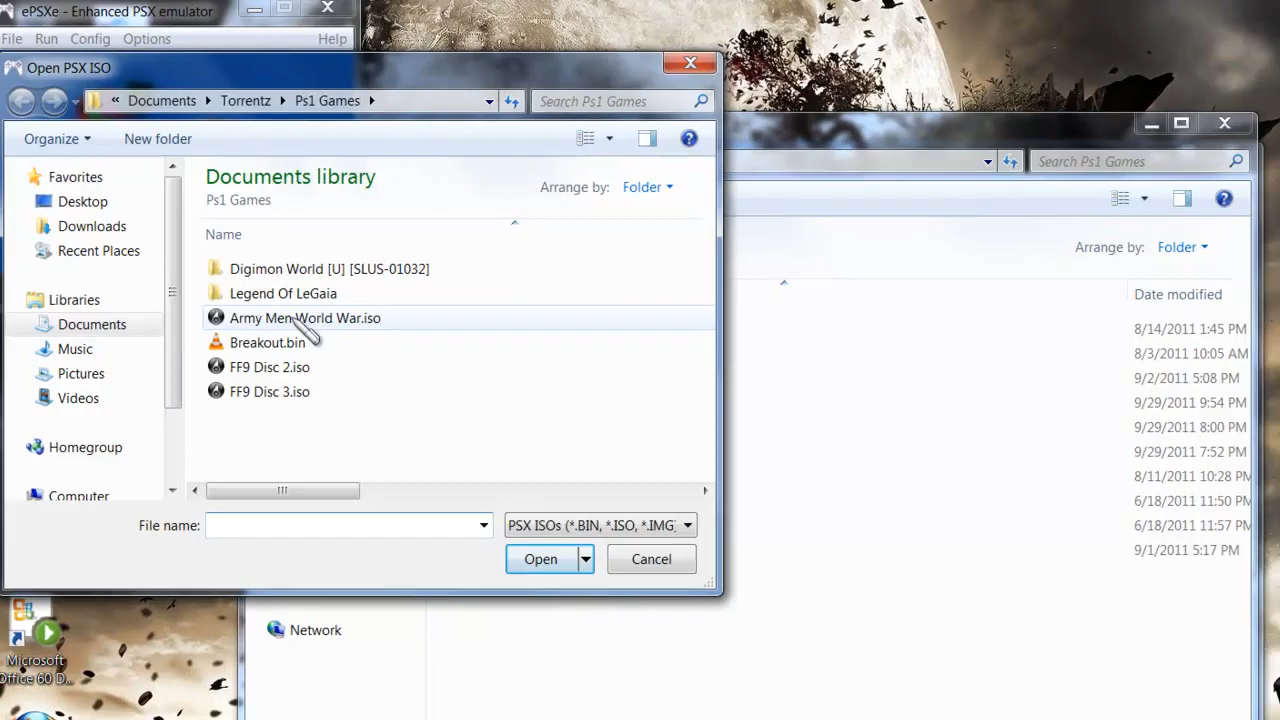 ePSXe - Enhanced PSX emulator
File Run Config Options Help
Open PSX ISO
« Documents Torrentz Ps1 Games Search Ps1 Games
Search Ps1 Games
Organize New folder
Documents library
Ps1 Games
Arrange by: Folder
Arrange by: Folder
Name
Date modified
Favorites
Desktop
Downloads
Recent Places
Libraries
Documents
Music
Pictures
Videos
Homegroup
Computer
Digimon World [U] [SLUS-01032]
Legend Of LeGaia
Army Men World War.iso
Breakout.bin
FF9 Disc 2.iso
FF9 Disc 3.iso
8/14/2011 1:45 PM
8/3/2011 10:05 AM
9/2/2011 5:08 PM
9/29/2011 9:54 PM
9/29/2011 8:00 PM
9/29/2011 7:52 PM
8/11/2011 10:28 PM
6/18/2011 11:50 PM
6/18/2011 11:57 PM
9/1/2011 5:17 PM
File name: PSX ISOs (*.BIN, *.ISO, *.IMG;
Open Cancel
Network
Microsoft
Office 60 D...